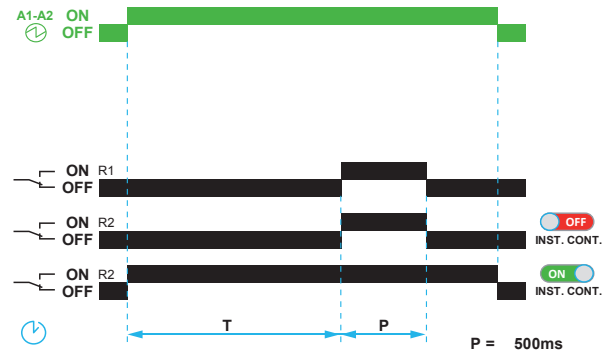 A1-A2 ON
OFF
ON R1
OFF
ON R2
OFF
OFF
INST. CONT.
ON R2
OFF
ON
INST. CONT.
T P
P = 500ms